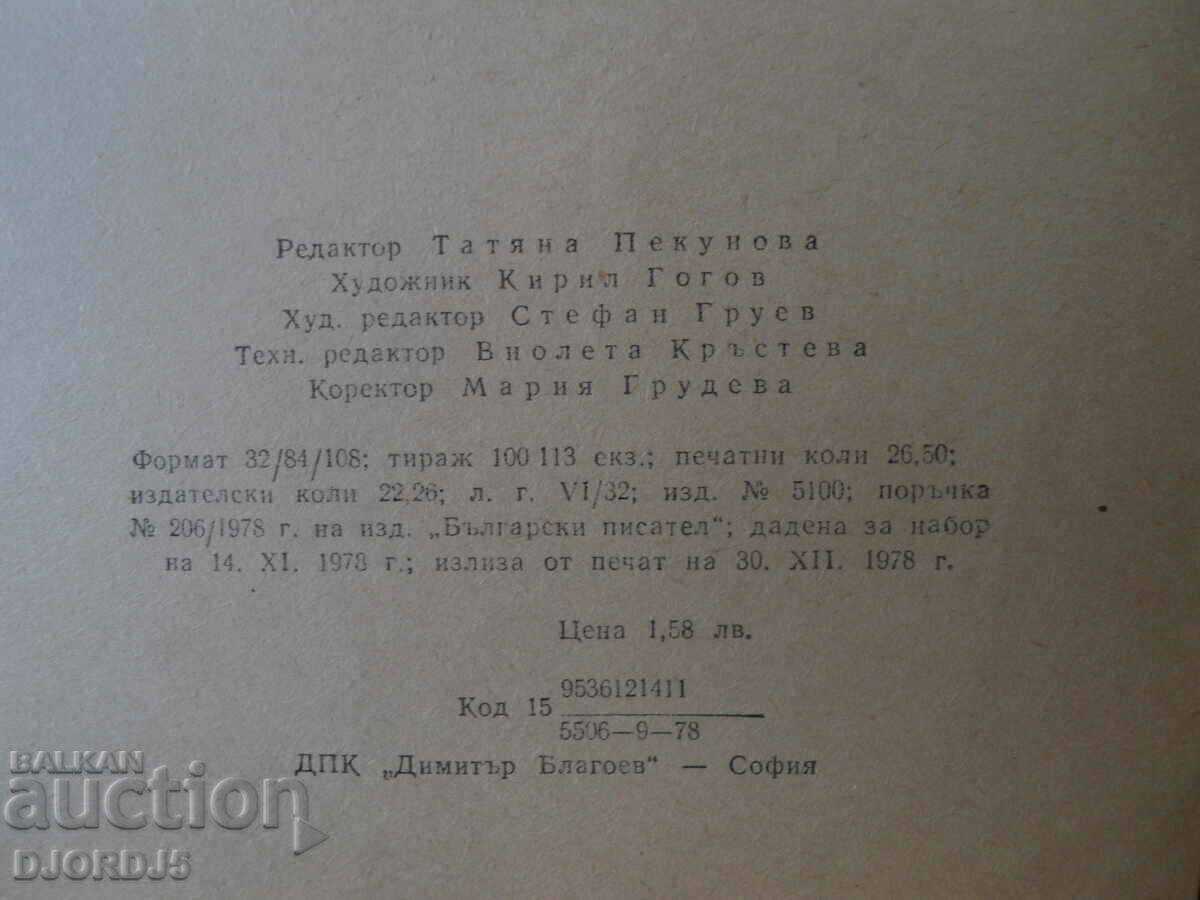 Редактор Татяна Пекунова
Художник Кирил Гогов
Худ. редактор Стефан Груев
Техн. редактор Виолета Кръстева
Коректор Мария Грудева
Формат 32/84/108; тираж 100 113 екз.; печатни коли 26,50;
издателски коли 22,26; л. г. VI/32; изд. № 5100; поръчка
№ 206/1978 г. на изд. „Български писател“; дадена за набор
на 14. XI. 1978 г.; излиза от печат на 30. XII. 1978 г.
Цена 1,58 лв.
9536121411
Код 15
5506—9—78
ДПК „Димитър Благоев“ — София
BALKAN
auction
DJORDJ5